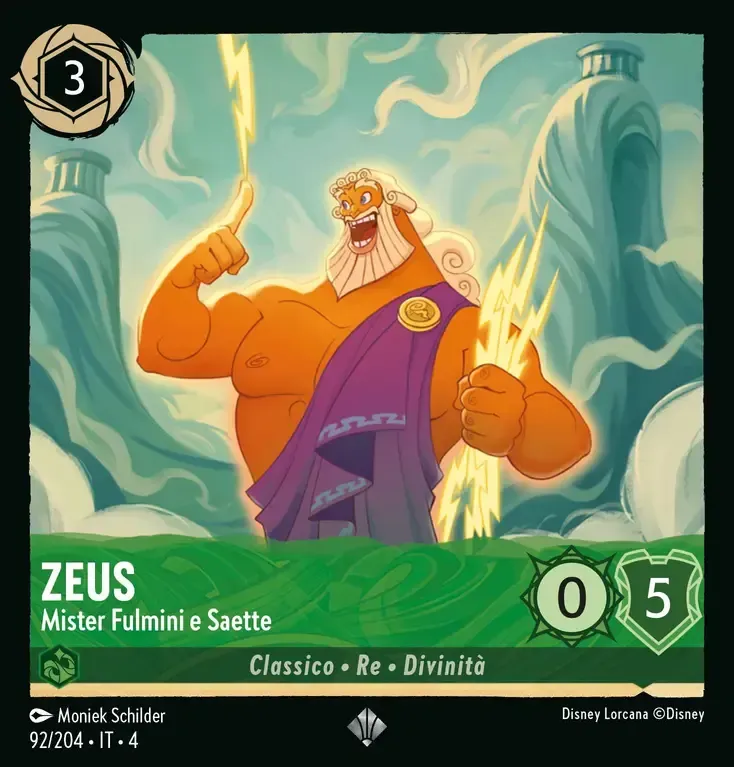 3
ZEUS
Mister Fulmini e Saette
0
5
Classico • Re • Divinità
Moniek Schilder
Disney Lorcana ©Disney
92/204 • IT • 4